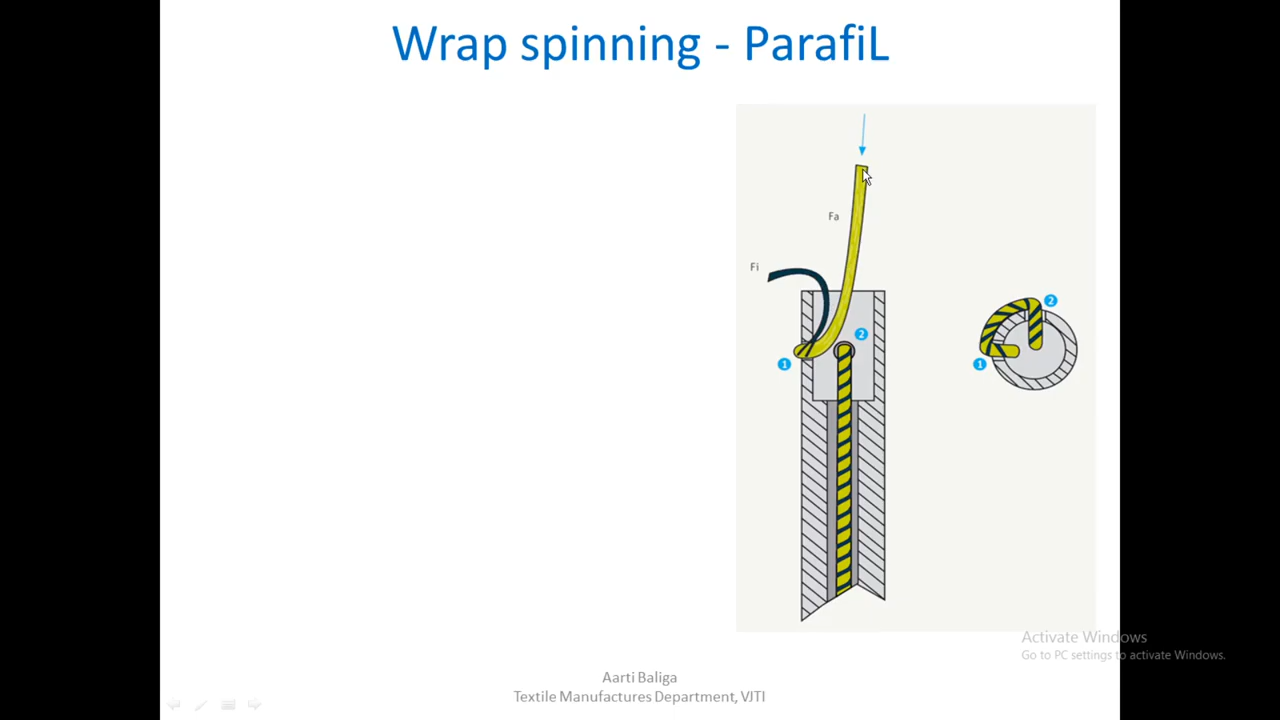 Wrap spinning - ParafiL
Fa
Fi
2
2
1
1
Activate Windows
Go to PC settings to activate Windows.
Aarti Baliga
Textile Manufactures Department, VJTI